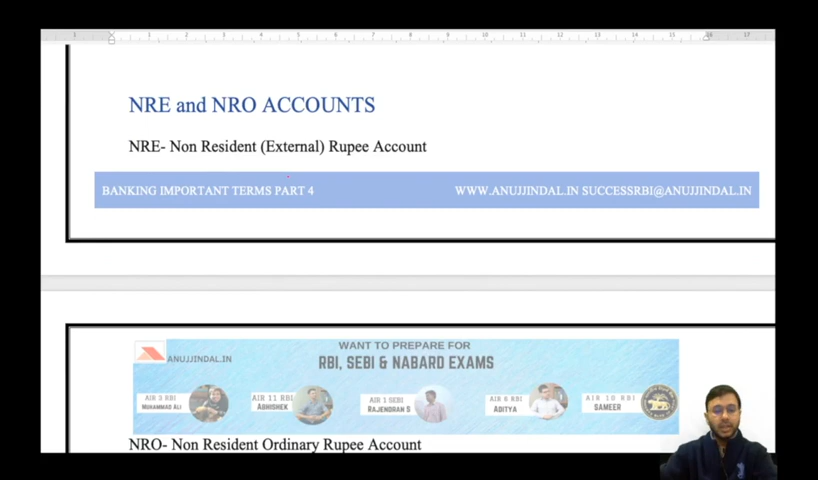 NRE and NRO ACCOUNTS
NRE- Non Resident (External) Rupee Account
BANKING IMPORTANT TERMS PART 4 WWW.ANUJJINDAL.IN SUCCESSRBI@ANUJJINDAL.IN
ANUJJINDAL.IN
WANT TO PREPARE FOR
RBI, SEBI & NABARD EXAMS
AIR 3 RBI
MUHAMMAD ALI
AIR 11 RBI
ABHISHEK
AIR 1 SEBI
RAJENDRAN S
AIR 6 RBI
ADITYA
AIR 10 RBI
SAMEER
NRO- Non Resident Ordinary Rupee Account